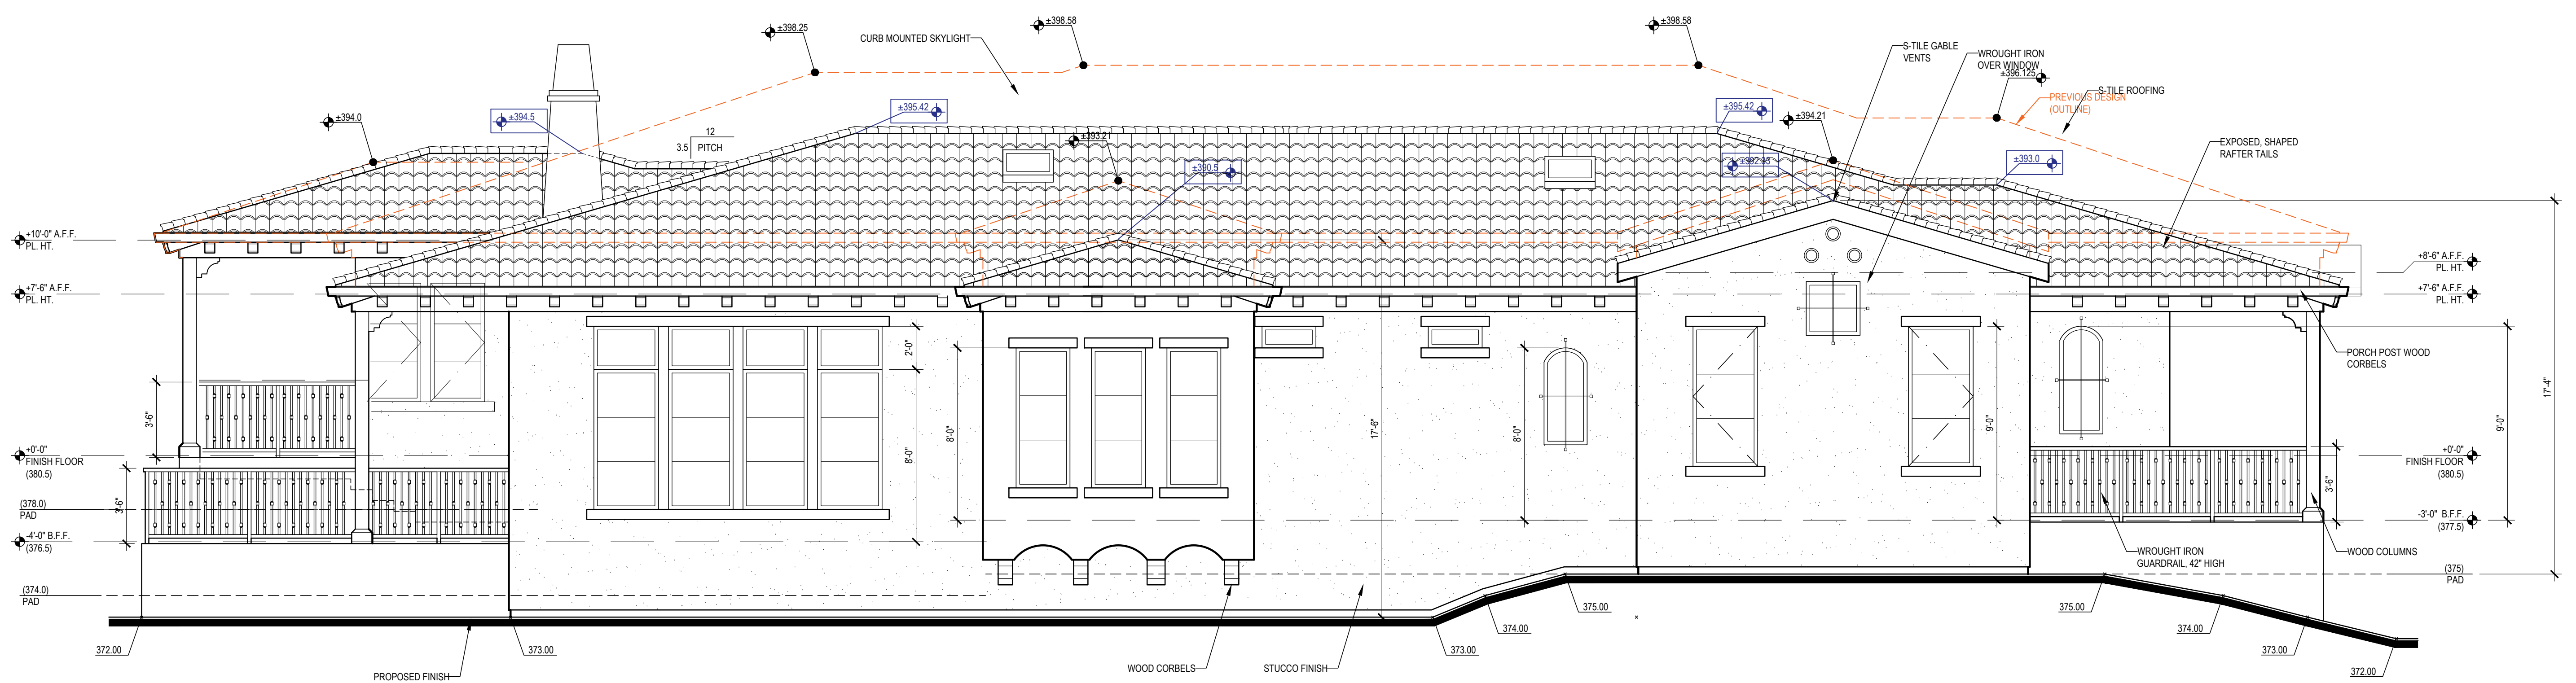 ±398.25
±398.58
±398.58
CURB MOUNTED SKYLIGHT
S-TILE GABLE
VENTS
WROUGHT IRON
OVER WINDOW
±396.125
S-TILE ROOFING
PREVIOUS DESIGN
(OUTLINE)
±394.0
±394.5
±395.42
±395.42
±394.21
±393.21
12
3.5
PITCH
±390.5
±392.93
±393.0
EXPOSED, SHAPED
RAFTER TAILS
+10'-0" A.F.F.
PL. HT.
+7'-6" A.F.F.
PL. HT.
+8'-6" A.F.F.
PL. HT.
+7'-6" A.F.F.
PL. HT.
PORCH POST WOOD
CORBELS
17'-4"
2'-0"
8'-0"
8'-0"
17'-6"
8'-0"
9'-0"
9'-0"
3'-6"
3'-6"
3'-6"
+0'-0"
FINISH FLOOR
(380.5)
(378.0)
PAD
-4'-0" B.F.F.
(376.5)
(374.0)
PAD
+0'-0"
FINISH FLOOR
(380.5)
-3'-0" B.F.F.
(377.5)
WOOD COLUMNS
WROUGHT IRON
GUARDRAIL, 42" HIGH
(375)
PAD
372.00
373.00
373.00
374.00
375.00
375.00
374.00
373.00
372.00
PROPOSED FINISH
WOOD CORBELS
STUCCO FINISH